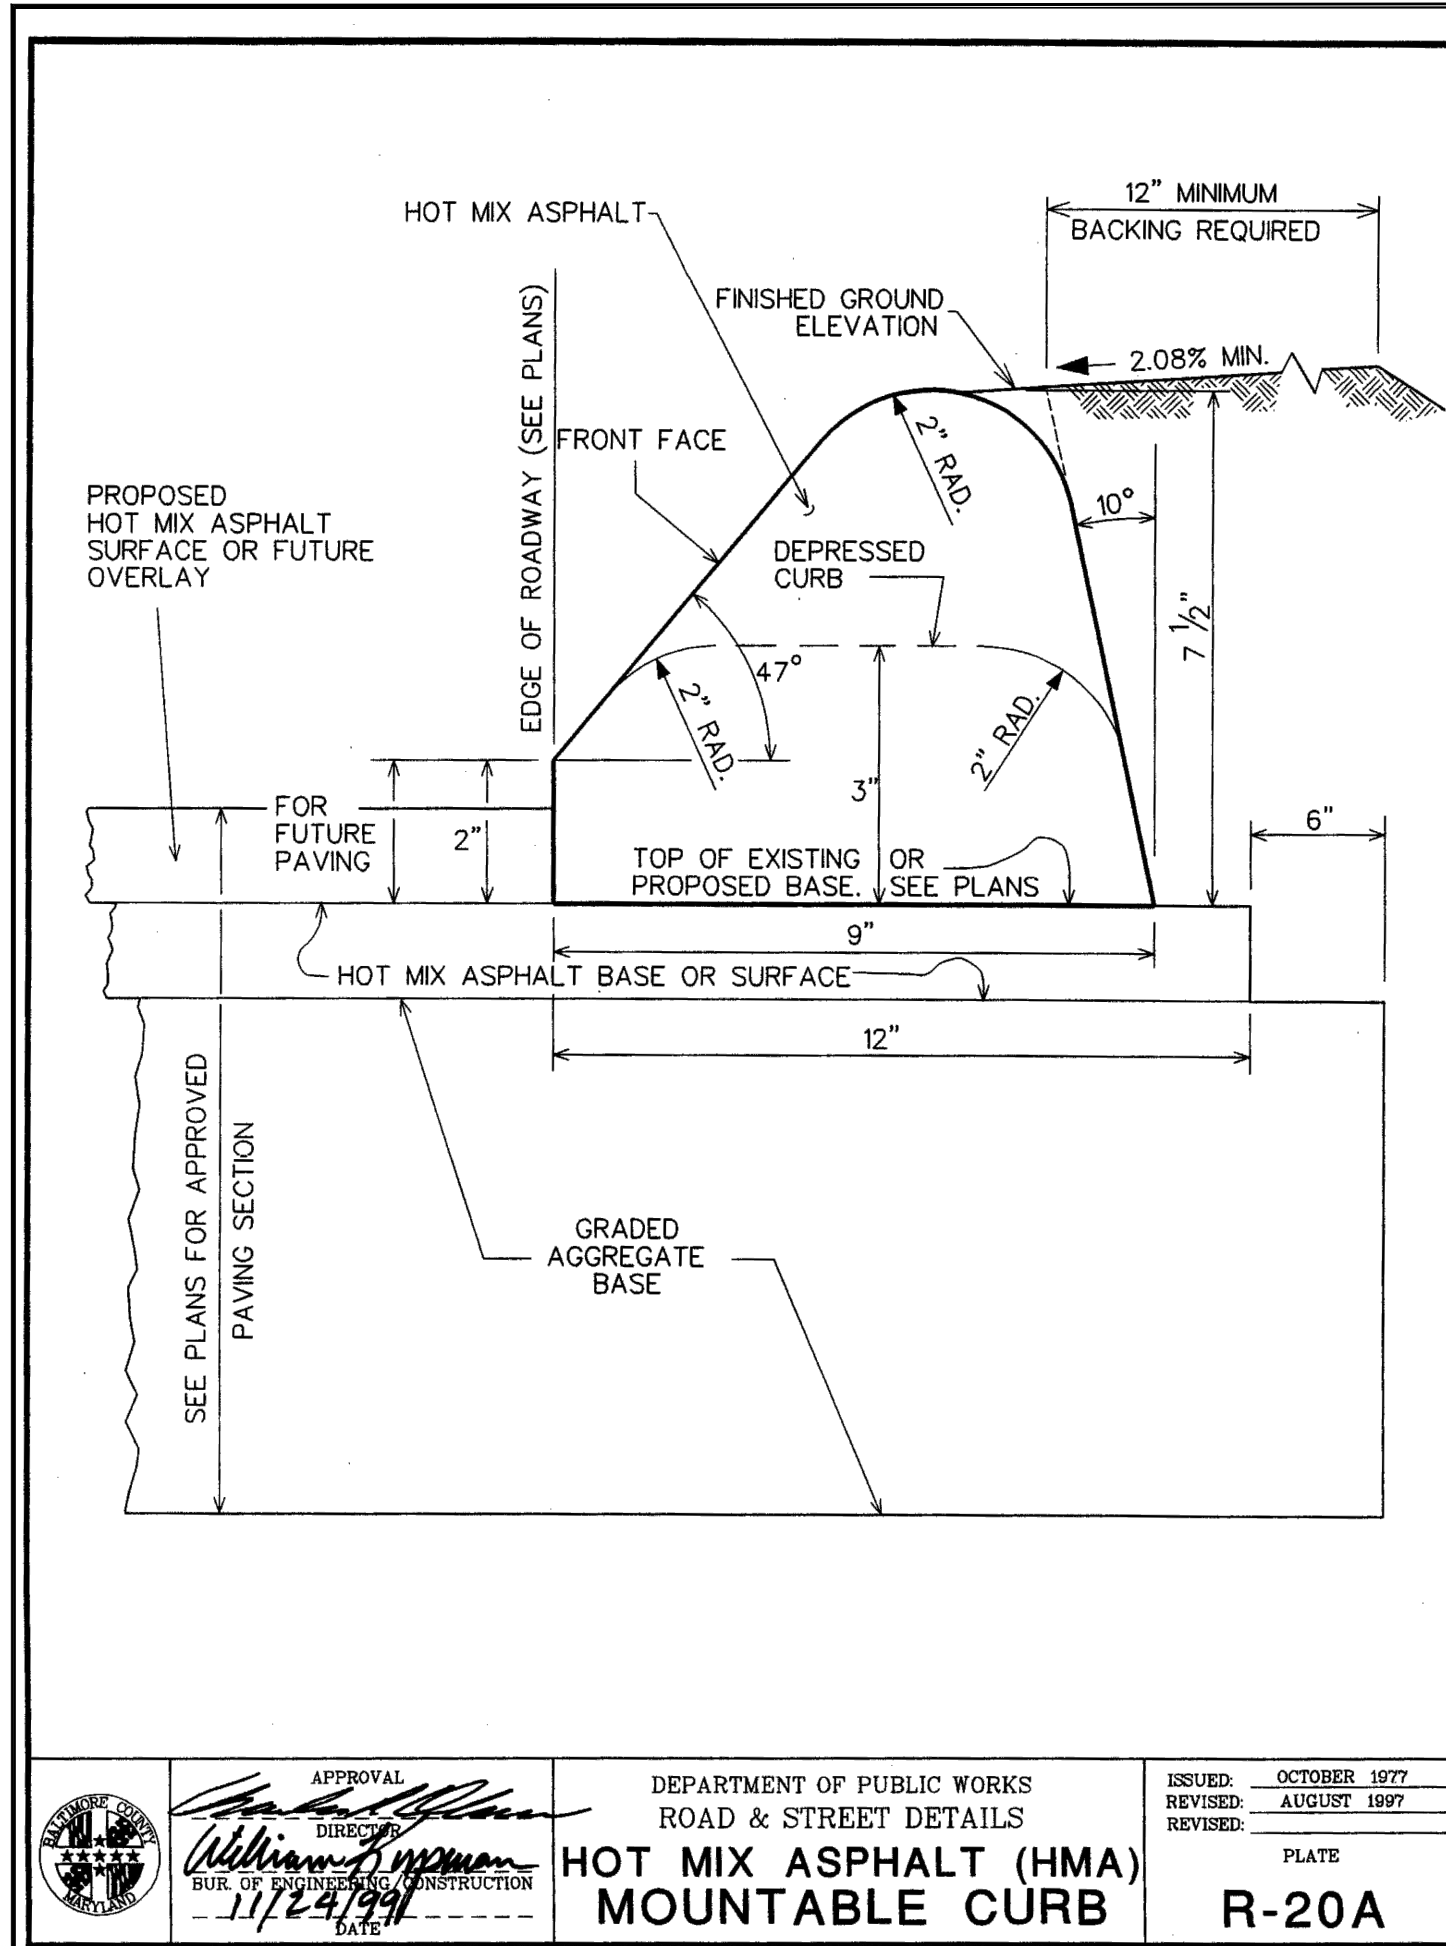 12" MINIMUM
BACKING REQUIRED
HOT MIX ASPHALT
FINISHED GROUND
ELEVATION
2.08% MIN.
EDGE OF ROADWAY (SEE PLANS)
FRONT FACE
2" RAD.
10°
PROPOSED
HOT MIX ASPHALT
SURFACE OR FUTURE
OVERLAY
DEPRESSED
CURB
7 1/2"
47°
2" RAD.
2" RAD.
3"
FOR
FUTURE
PAVING
2"
6"
TOP OF EXISTING OR
PROPOSED BASE. SEE PLANS
9"
HOT MIX ASPHALT BASE OR SURFACE
12"
SEE PLANS FOR APPROVED
PAVING SECTION
GRADED
AGGREGATE
BASE
BALTIMORE COUNTY
MARYLAND
APPROVAL
DIRECTOR
BUR. OF ENGINEERING/CONSTRUCTION
DATE
DEPARTMENT OF PUBLIC WORKS
ROAD & STREET DETAILS
HOT MIX ASPHALT (HMA)
MOUNTABLE CURB
ISSUED: OCTOBER 1977
REVISED: AUGUST 1997
REVISED:
PLATE
R-20A